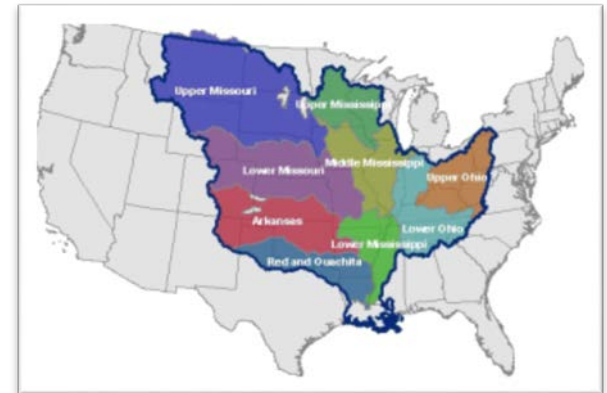 Upper Missouri
Upper Mississippi
Middle Mississippi
Lower Missouri
Upper Ohio
Arkansas
Lower Ohio
Lower Mississippi
Red and Ouachita